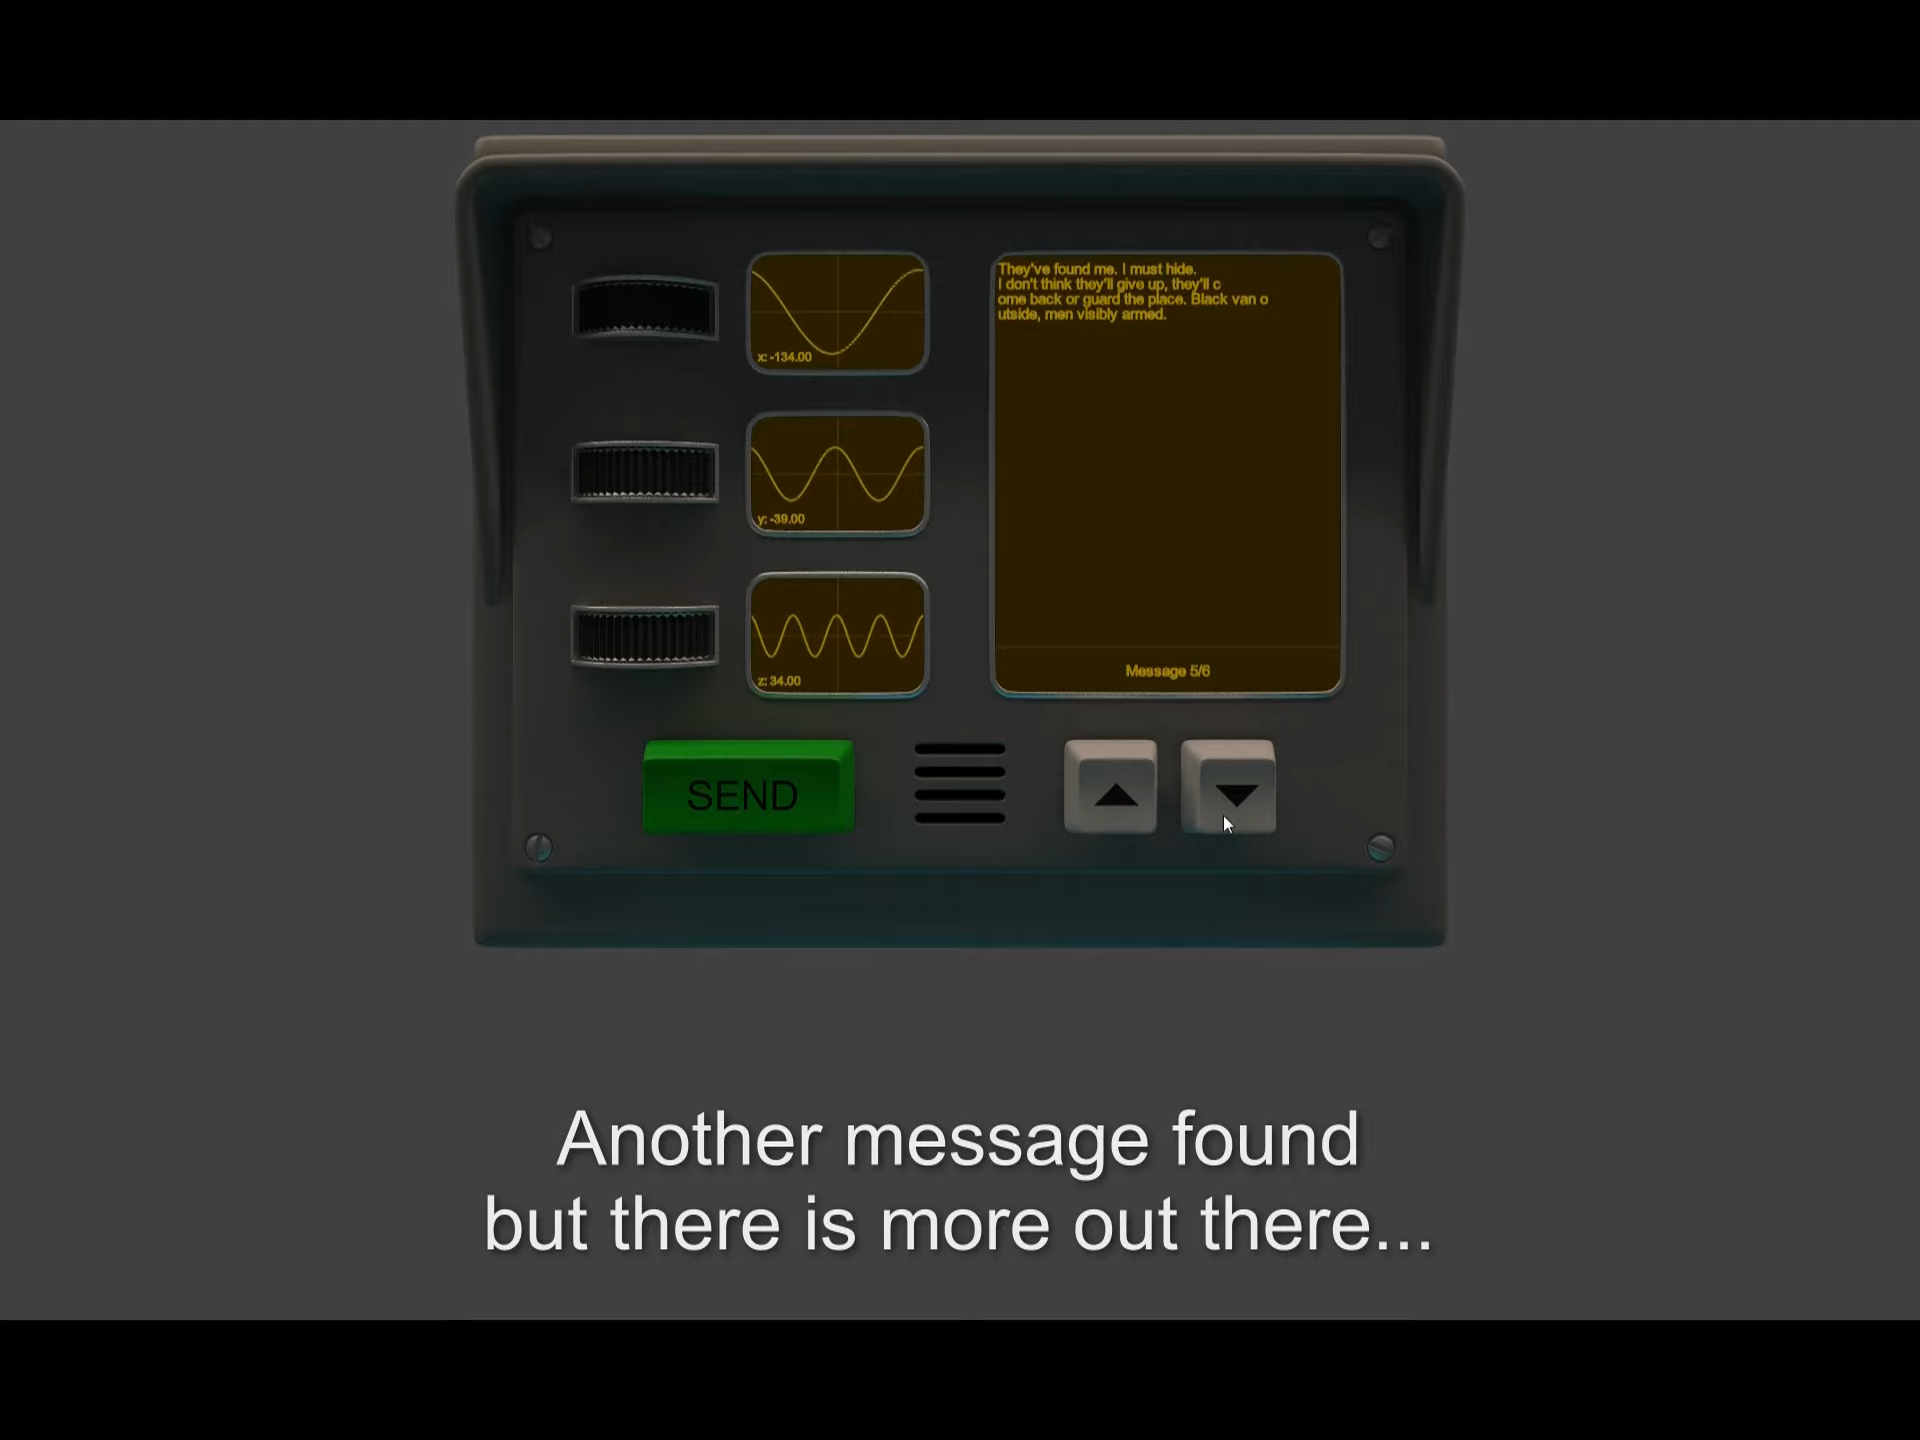 They've found me. I must hide.
I don't think they'll give up, they'll c
ome back or guard the place. Black van o
utside, men visibly armed.
x: -134.00
y: -39.00
z: 34.00
Message 5/6
SEND
Another message found
but there is more out there...